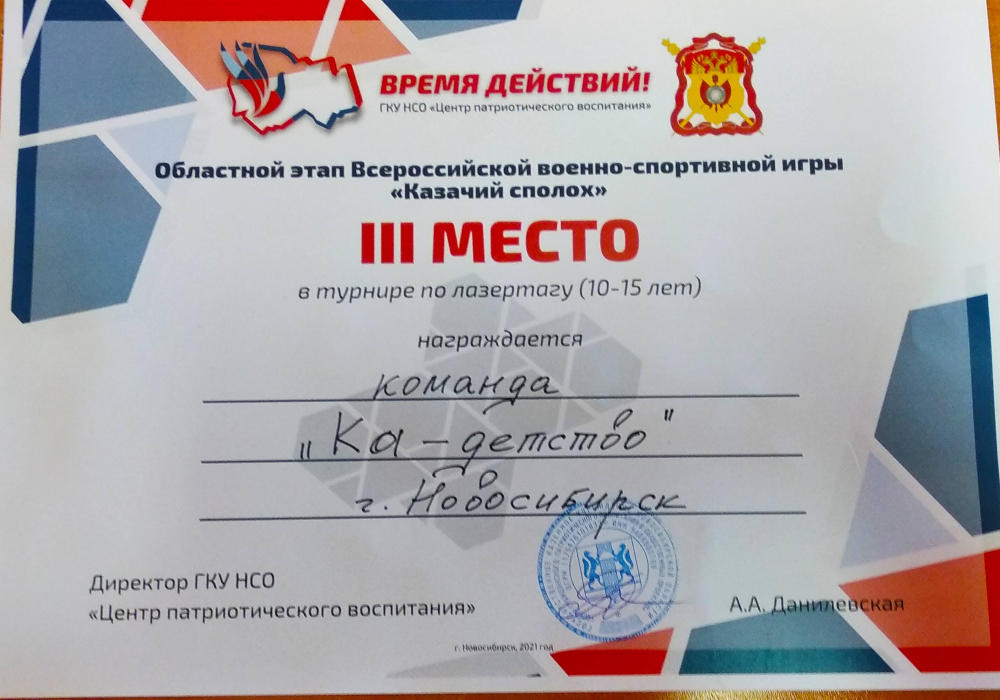 ВРЕМЯ ДЕЙСТВИЙ!
ГКУ НСО «Центр патриотического воспитания»
Областной этап Всероссийской военно-спортивной игры
«Казачий сполох»
III МЕСТО
в турнире по лазертагу (10-15 лет)
награждается
команда
„Ка-детство"
г. Новосибирск
Директор ГКУ НСО
«Центр патриотического воспитания»
А.А. Данилевская
г. Новосибирск, 2021 год